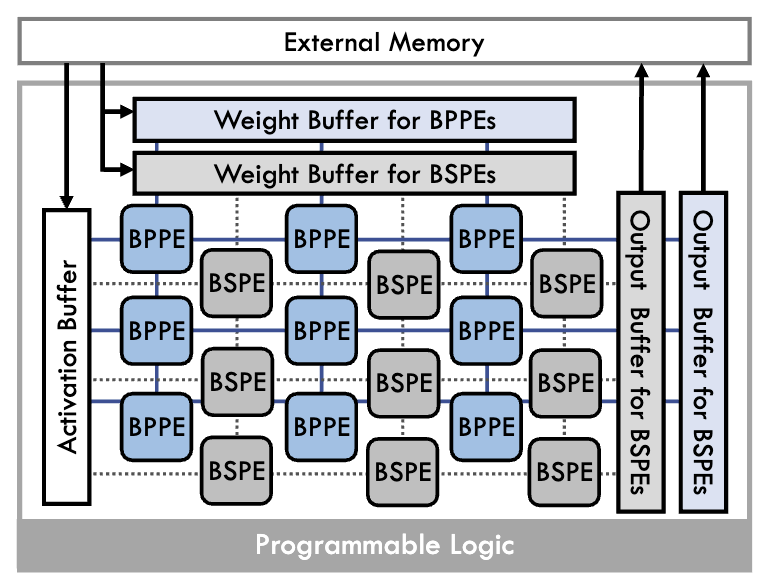 External Memory
Weight Buffer for BPPEs
Weight Buffer for BSPEs
Activation Buffer
BPPE BPPE BPPE
BSPE BSPE BSPE
BPPE BPPE BPPE
BSPE BSPE BSPE
BPPE BPPE BPPE
BSPE BSPE BSPE
Output Buffer for BSPEs
Output Buffer for BSPEs
Programmable Logic